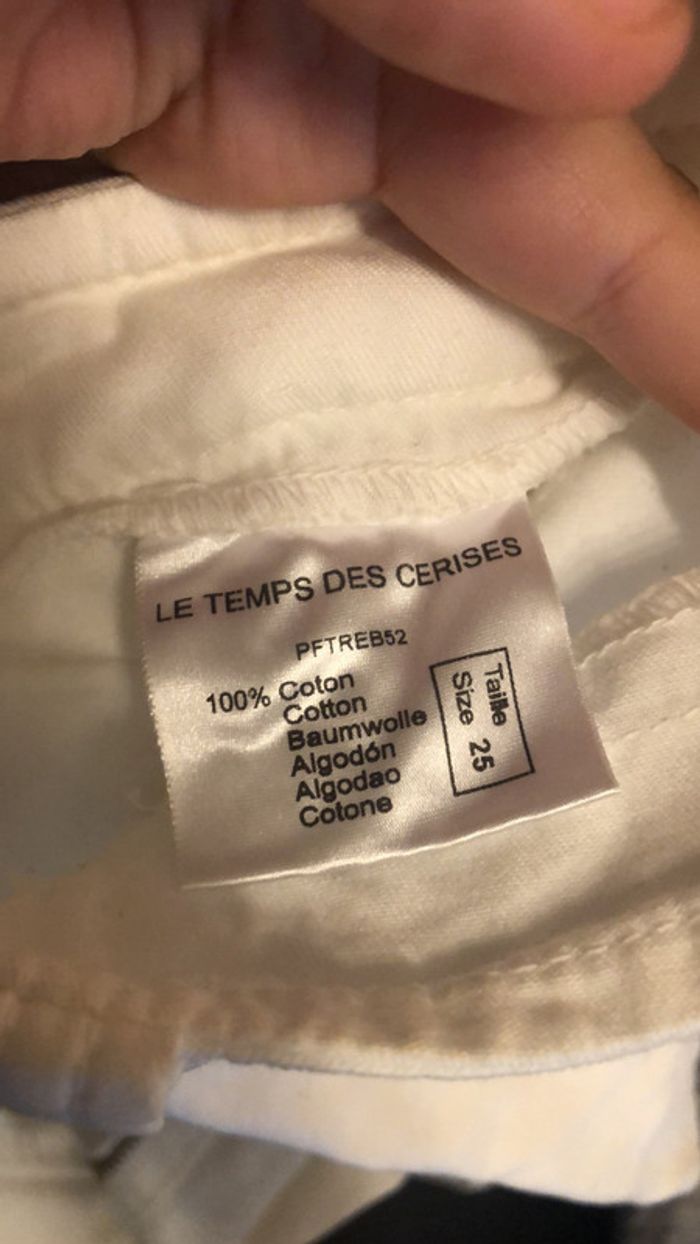 LE TEMPS DES CERISES
PFTREB52
100% Coton
Cotton
Baumwolle
Algodón
Algodao
Cotone
Taille
Size 25